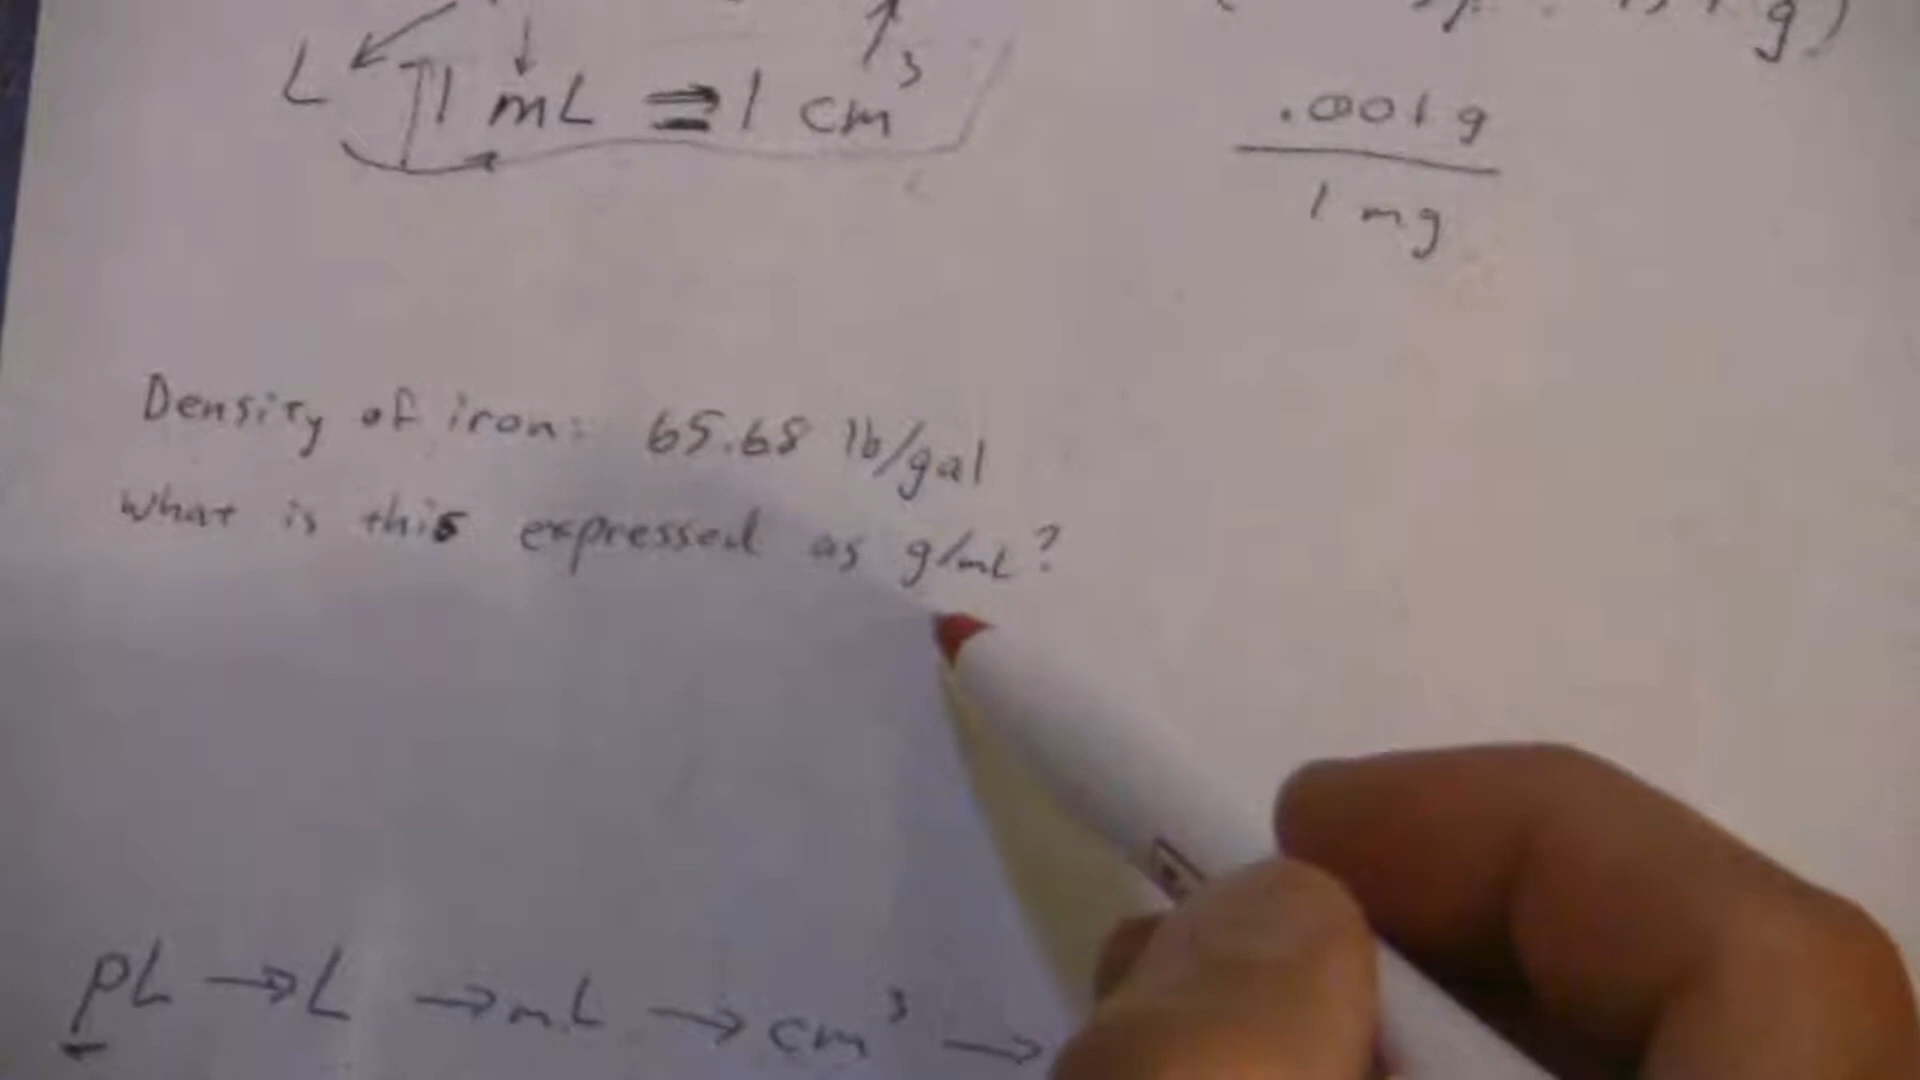 g)
L 1 mL = 1 cm³
.001 g
1 mg
Density of iron: 65.68 lb/gal
What is this expressed as g/mL?
pL → L → mL → cm³ →